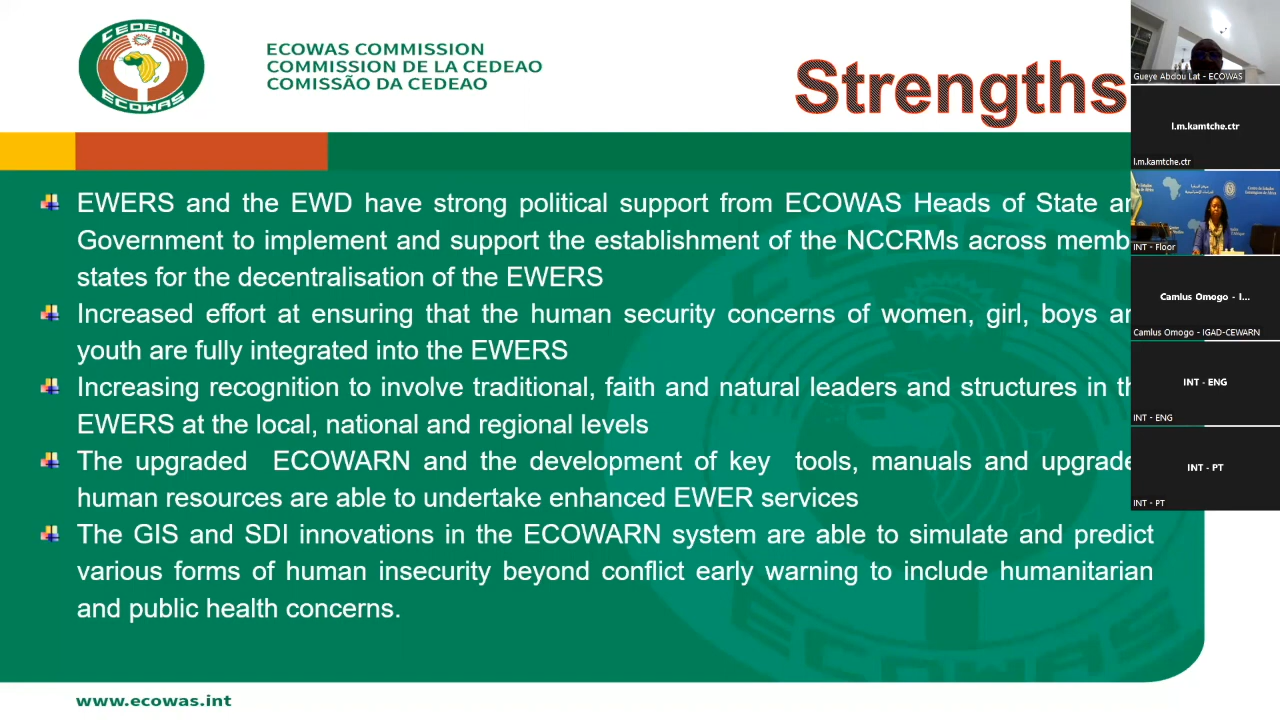 CEDEAO
ECOWAS
ECOWAS COMMISSION
COMMISSION DE LA CEDEAO
COMISSÃO DA CEDEAO
Strengths
EWERS and the EWD have strong political support from ECOWAS Heads of State
Government to implement and support the establishment of the NCCRMs across
states for the decentralisation of the EWERS
Increased effort at ensuring that the human security concerns of women, girl, boys
youth are fully integrated into the EWERS
Increasing recognition to involve traditional, faith and natural leaders and structures in
EWERS at the local, national and regional levels
The upgraded ECOWARN and the development of key tools, manuals and
human resources are able to undertake enhanced EWER services
The GIS and SDI innovations in the ECOWARN system are able to simulate and predict
various forms of human insecurity beyond conflict early warning to include humanitarian
and public health concerns.
www.ecowas.int
Gueye Abdou Lat - ECOWAS
l.m.kamtche.ctr
l.m.kamtche.ctr
INT - Floor
Camlus Omogo - I...
Camlus Omogo - IGAD-CEWARN
INT - ENG
INT - ENG
INT - PT
INT - PT